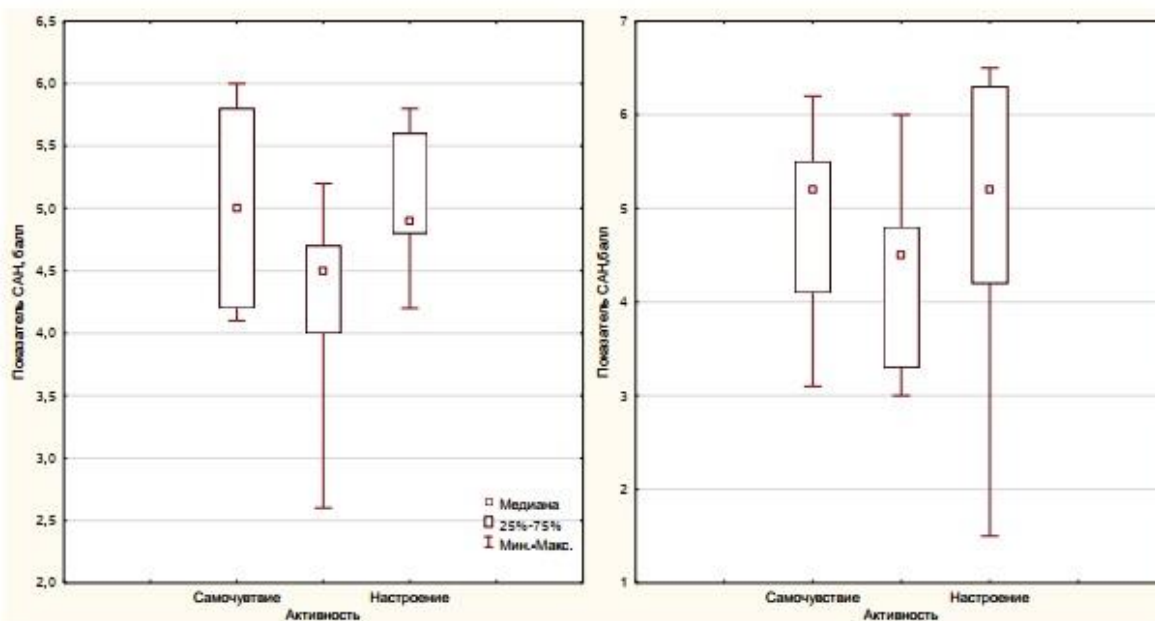 Показатель САН, балл
6,5
6,0
5,5
5,0
4,5
4,0
3,5
3,0
2,5
2,0
Медиана
25%-75%
Мин.-Макс.
Самочувтвие
Настроение
Активность
Показатель САН,балл
7
6
5
4
3
2
1
Самочувствие
Настроение
Активность